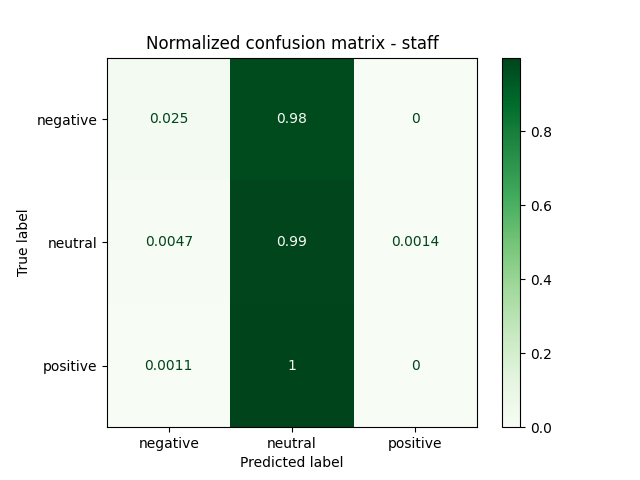 Normalized confusion matrix - staff
True label
negative 0.025 0.98 0
neutral 0.0047 0.99 0.0014
positive 0.0011 1 0
negative neutral positive
Predicted label
0.8
0.6
0.4
0.2
0.0